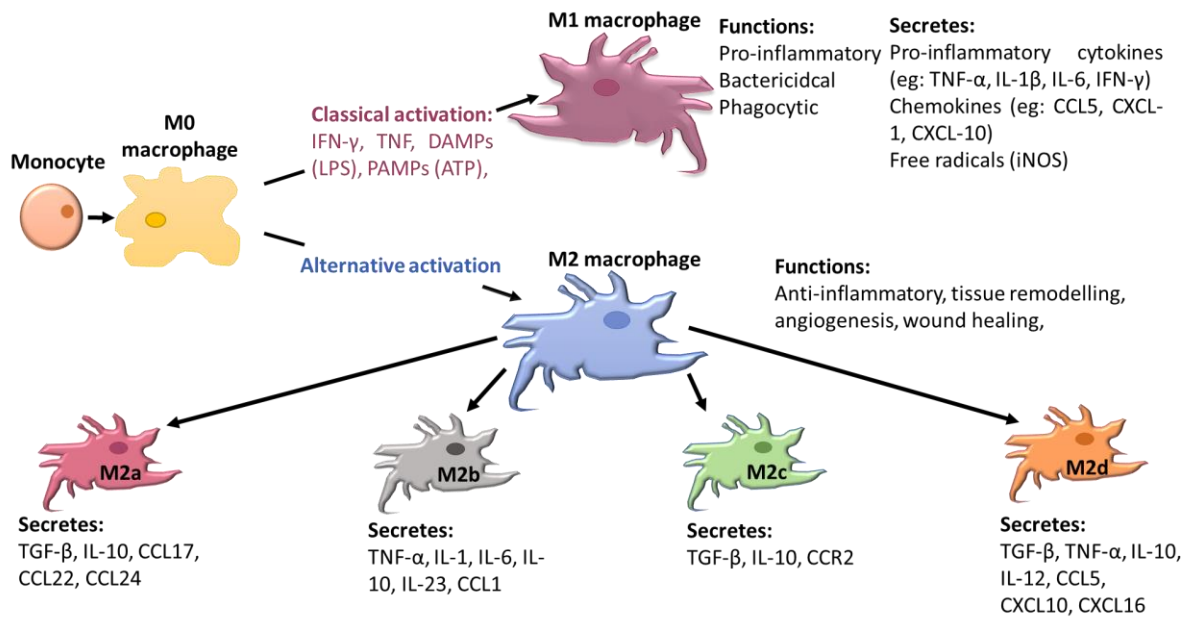 M1 macrophage
Functions:
Pro-inflammatory
Bactericidcal
Phagocytic
Secretes:
Pro-inflammatory cytokines
(eg: TNF-α, IL-1β, IL-6, IFN-γ)
Chemokines (eg: CCL5, CXCL-
1, CXCL-10)
Free radicals (iNOS)
Monocyte
M0
macrophage
Classical activation:
IFN-γ, TNF, DAMPs
(LPS), PAMPs (ATP),
Alternative activation
M2 macrophage
Functions:
Anti-inflammatory, tissue remodelling,
angiogenesis, wound healing,
M2a
Secretes:
TGF-β, IL-10, CCL17,
CCL22, CCL24
M2b
Secretes:
TNF-α, IL-1, IL-6, IL-
10, IL-23, CCL1
M2c
Secretes:
TGF-β, IL-10, CCR2
M2d
Secretes:
TGF-β, TNF-α, IL-10,
IL-12, CCL5,
CXCL10, CXCL16